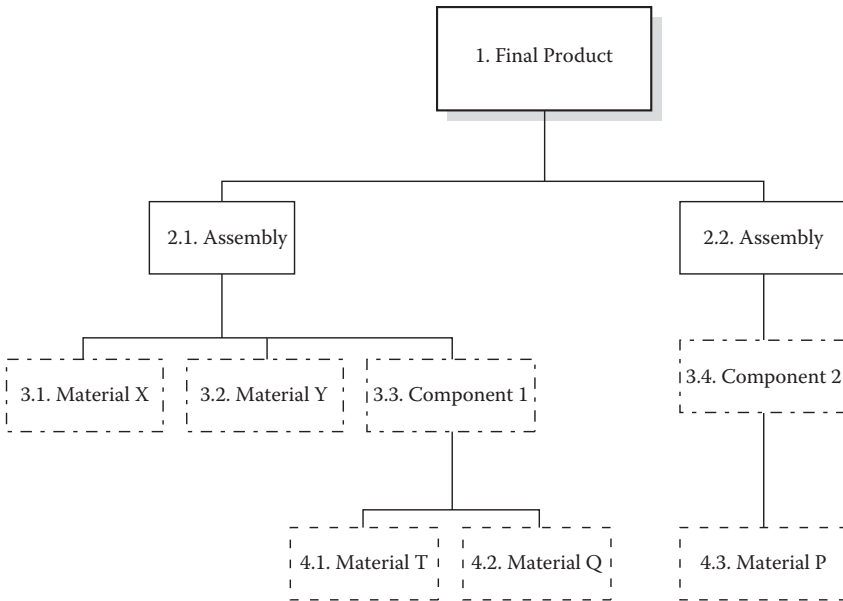 1. Final Product
2.1. Assembly
2.2. Assembly
3.1. Material X
3.2. Material Y
3.3. Component 1
3.4. Component 2
4.1. Material T
4.2. Material Q
4.3. Material P